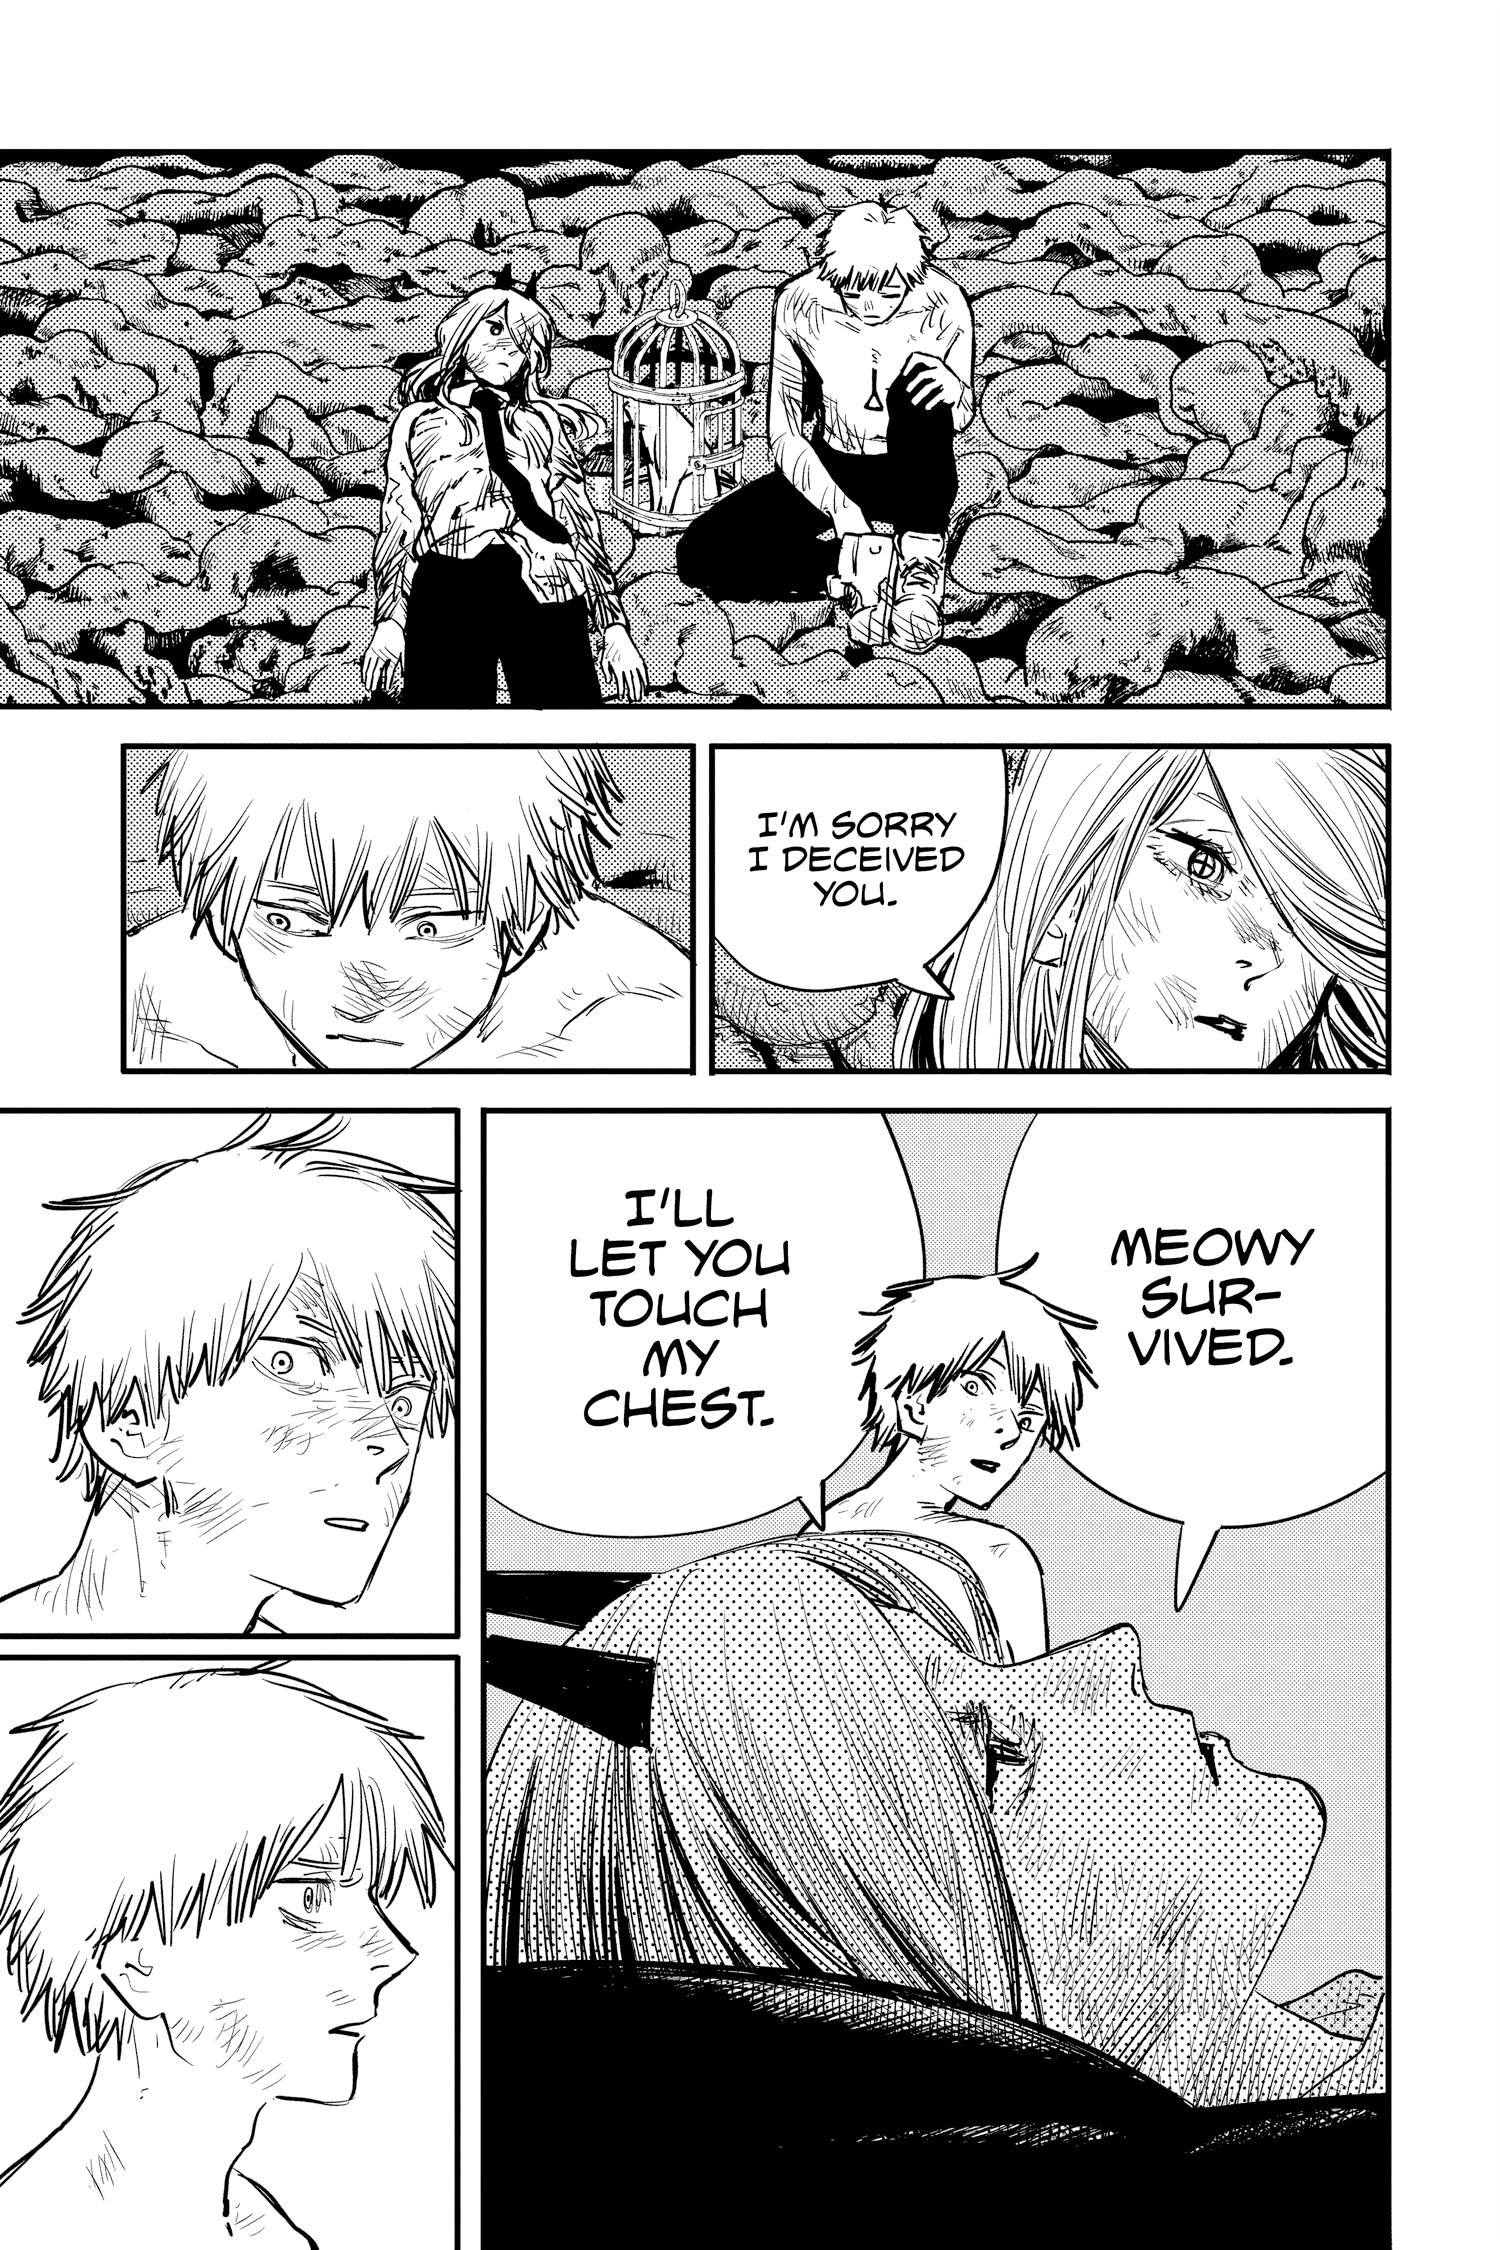 I'M SORRY
I DECEIVED
YOU.
MEOWY
SUR-
VIVED.
I'LL
LET YOU
TOUCH
MY
CHEST.